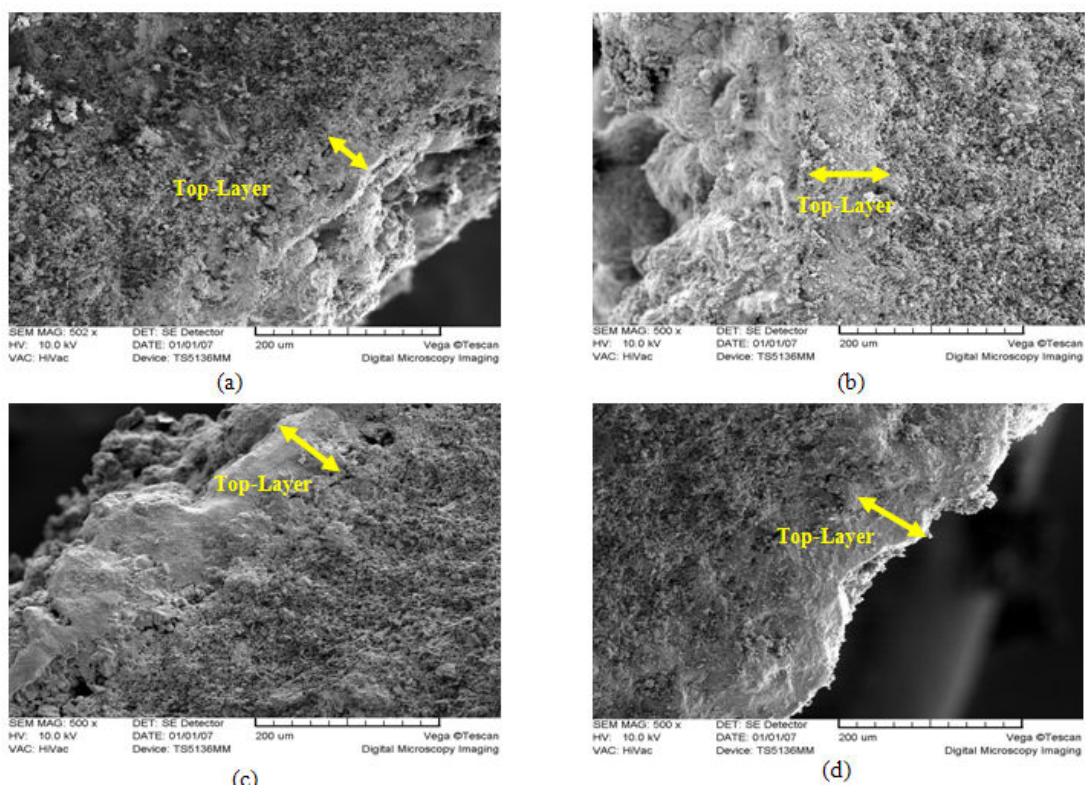 Top-Layer
SEM MAG: 502 x DET: SE Detector
HV: 10.0 kV DATE: 01/01/07 200 um Vega ©Tescan
VAC: HiVac Device: TS5136MM Digital Microscopy Imaging
(a)
Top-Layer
SEM MAG: 500 x DET: SE Detector
HV: 10.0 kV DATE: 01/01/07 200 um Vega ©Tescan
VAC: HiVac Device: TS5136MM Digital Microscopy Imaging
(b)
Top-Layer
SEM MAG: 500 x DET: SE Detector
HV: 10.0 kV DATE: 01/01/07 200 um Vega ©Tescan
VAC: HiVac Device: TS5136MM Digital Microscopy Imaging
(c)
Top-Layer
SEM MAG: 500 x DET: SE Detector
HV: 10.0 kV DATE: 01/01/07 200 um Vega ©Tescan
VAC: HiVac Device: TS5136MM Digital Microscopy Imaging
(d)